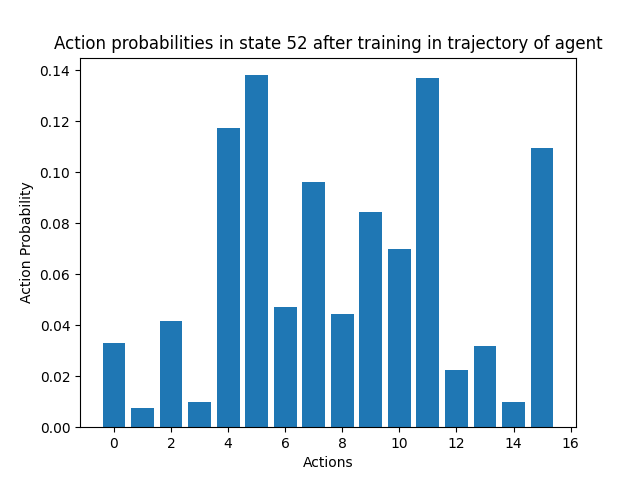 Action probabilities in state 52 after training in trajectory of agent
0.14
0.12
0.10
0.08
0.06
0.04
0.02
0.00
Action Probability
0 2 4 6 8 10 12 14 16
Actions